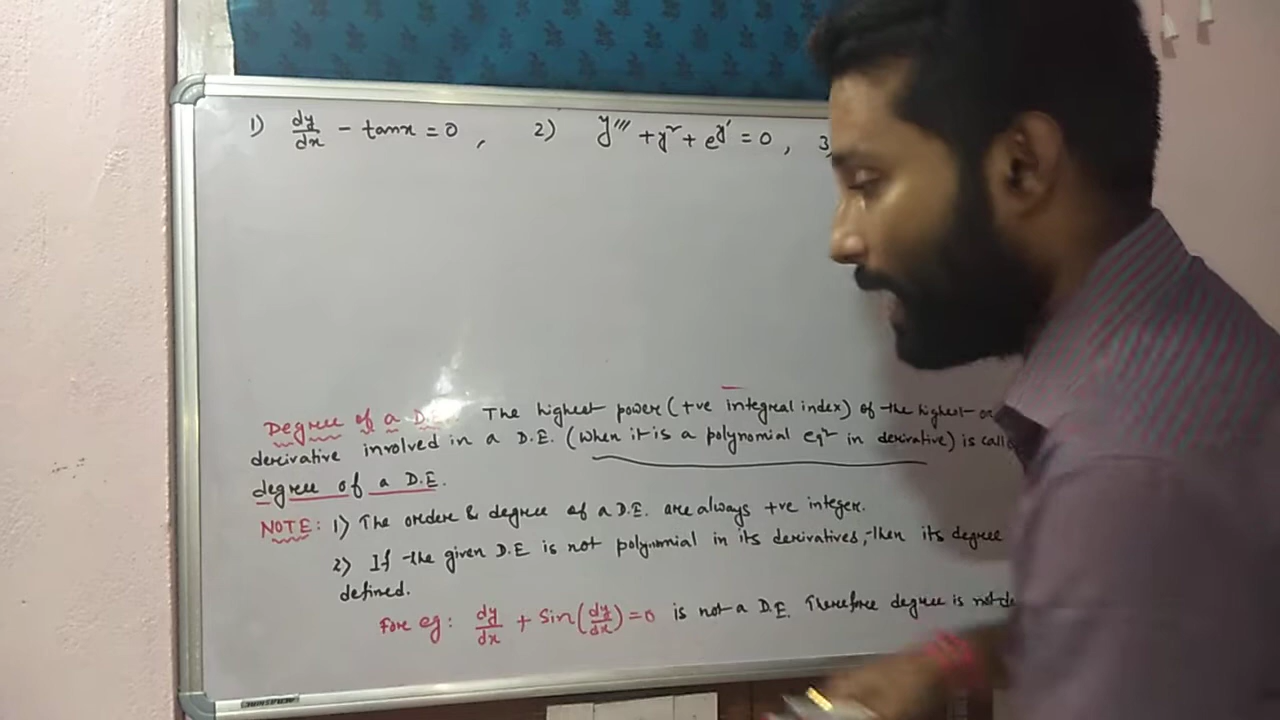 1) dy/dx - tanx = 0 , 2) y''' + y² + e^y' = 0 , 3)
Degree of a D.E. The highest power (+ve integral index) of the highest or
derivative involved in a D.E. (when it is a polynomial eqⁿ in derivative) is call
degree of a D.E.
NOTE: 1) The order & degree of a D.E. are always +ve integer.
2) If the given D.E is not polynomial in its derivatives, then its degree
defined.
For eg: dy/dx + Sin(dy/dx) = 0 is not a D.E. Therefore degree is not de